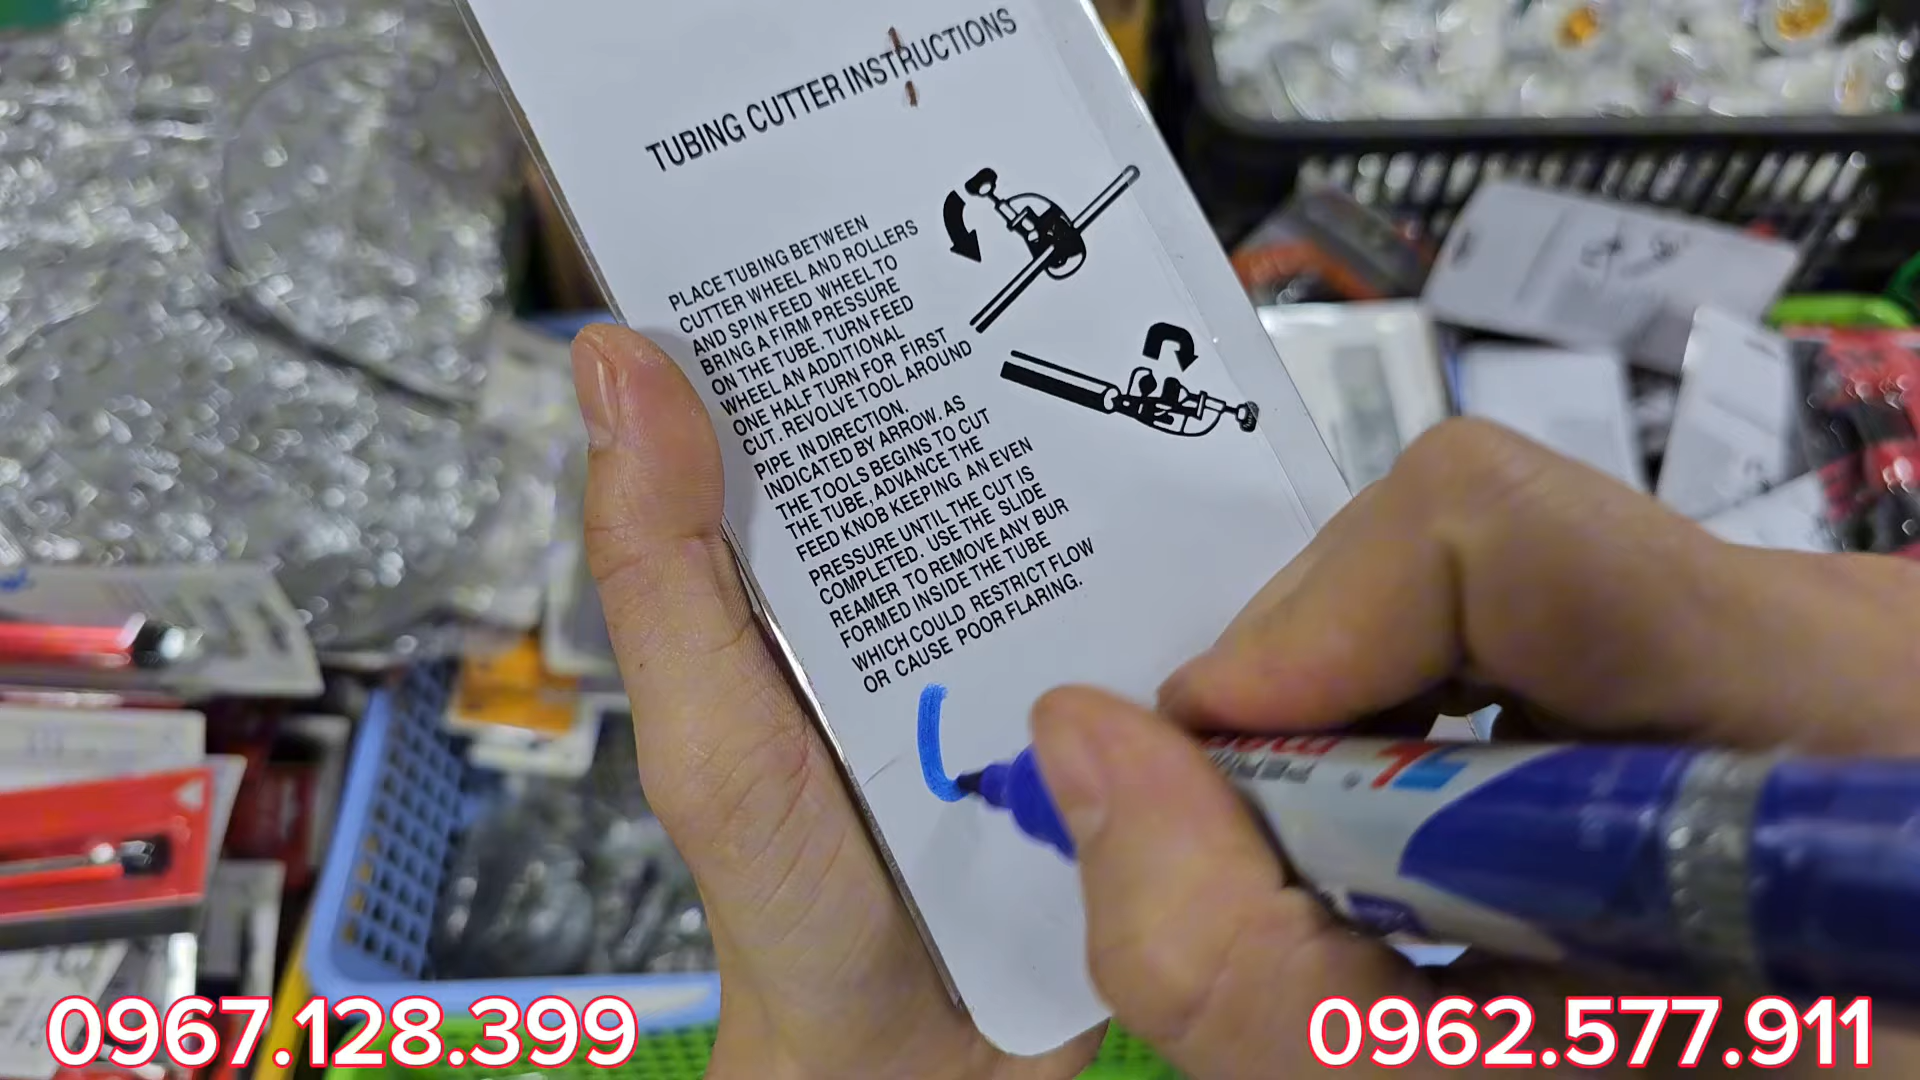 TUBING CUTTER INSTRUCTIONS
PLACE TUBING BETWEEN
CUTTER WHEEL AND ROLLERS
AND SPIN FEED WHEEL TO
BRING A FIRM PRESSURE
ON THE TUBE. TURN FEED
WHEEL AN ADDITIONAL
ONE HALF TURN FOR FIRST
CUT. REVOLVE TOOL AROUND
PIPE IN DIRECTION.
INDICATED BY ARROW. AS
THE TOOLS BEGINS TO CUT
THE TUBE, ADVANCE THE
FEED KNOB KEEPING AN EVEN
PRESSURE UNTIL THE CUT IS
COMPLETED. USE THE SLIDE
REAMER TO REMOVE ANY BUR
FORMED INSIDE THE TUBE
WHICH COULD RESTRICT FLOW
OR CAUSE POOR FLARING.
0967.128.399
0962.577.911